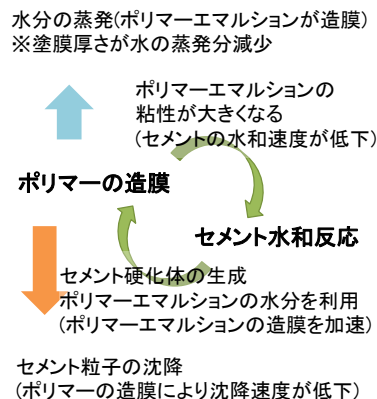 水分の蒸発(ポリマーエマルションが造膜)
※塗膜厚さが水の蒸発分減少
ポリマーエマルションの
粘性が大きくなる
(セメントの水和速度が低下)
ポリマーの造膜
セメント水和反応
セメント硬化体の生成
ポリマーエマルションの水分を利用
(ポリマーエマルションの造膜を加速)
セメント粒子の沈降
(ポリマーの造膜により沈降速度が低下)